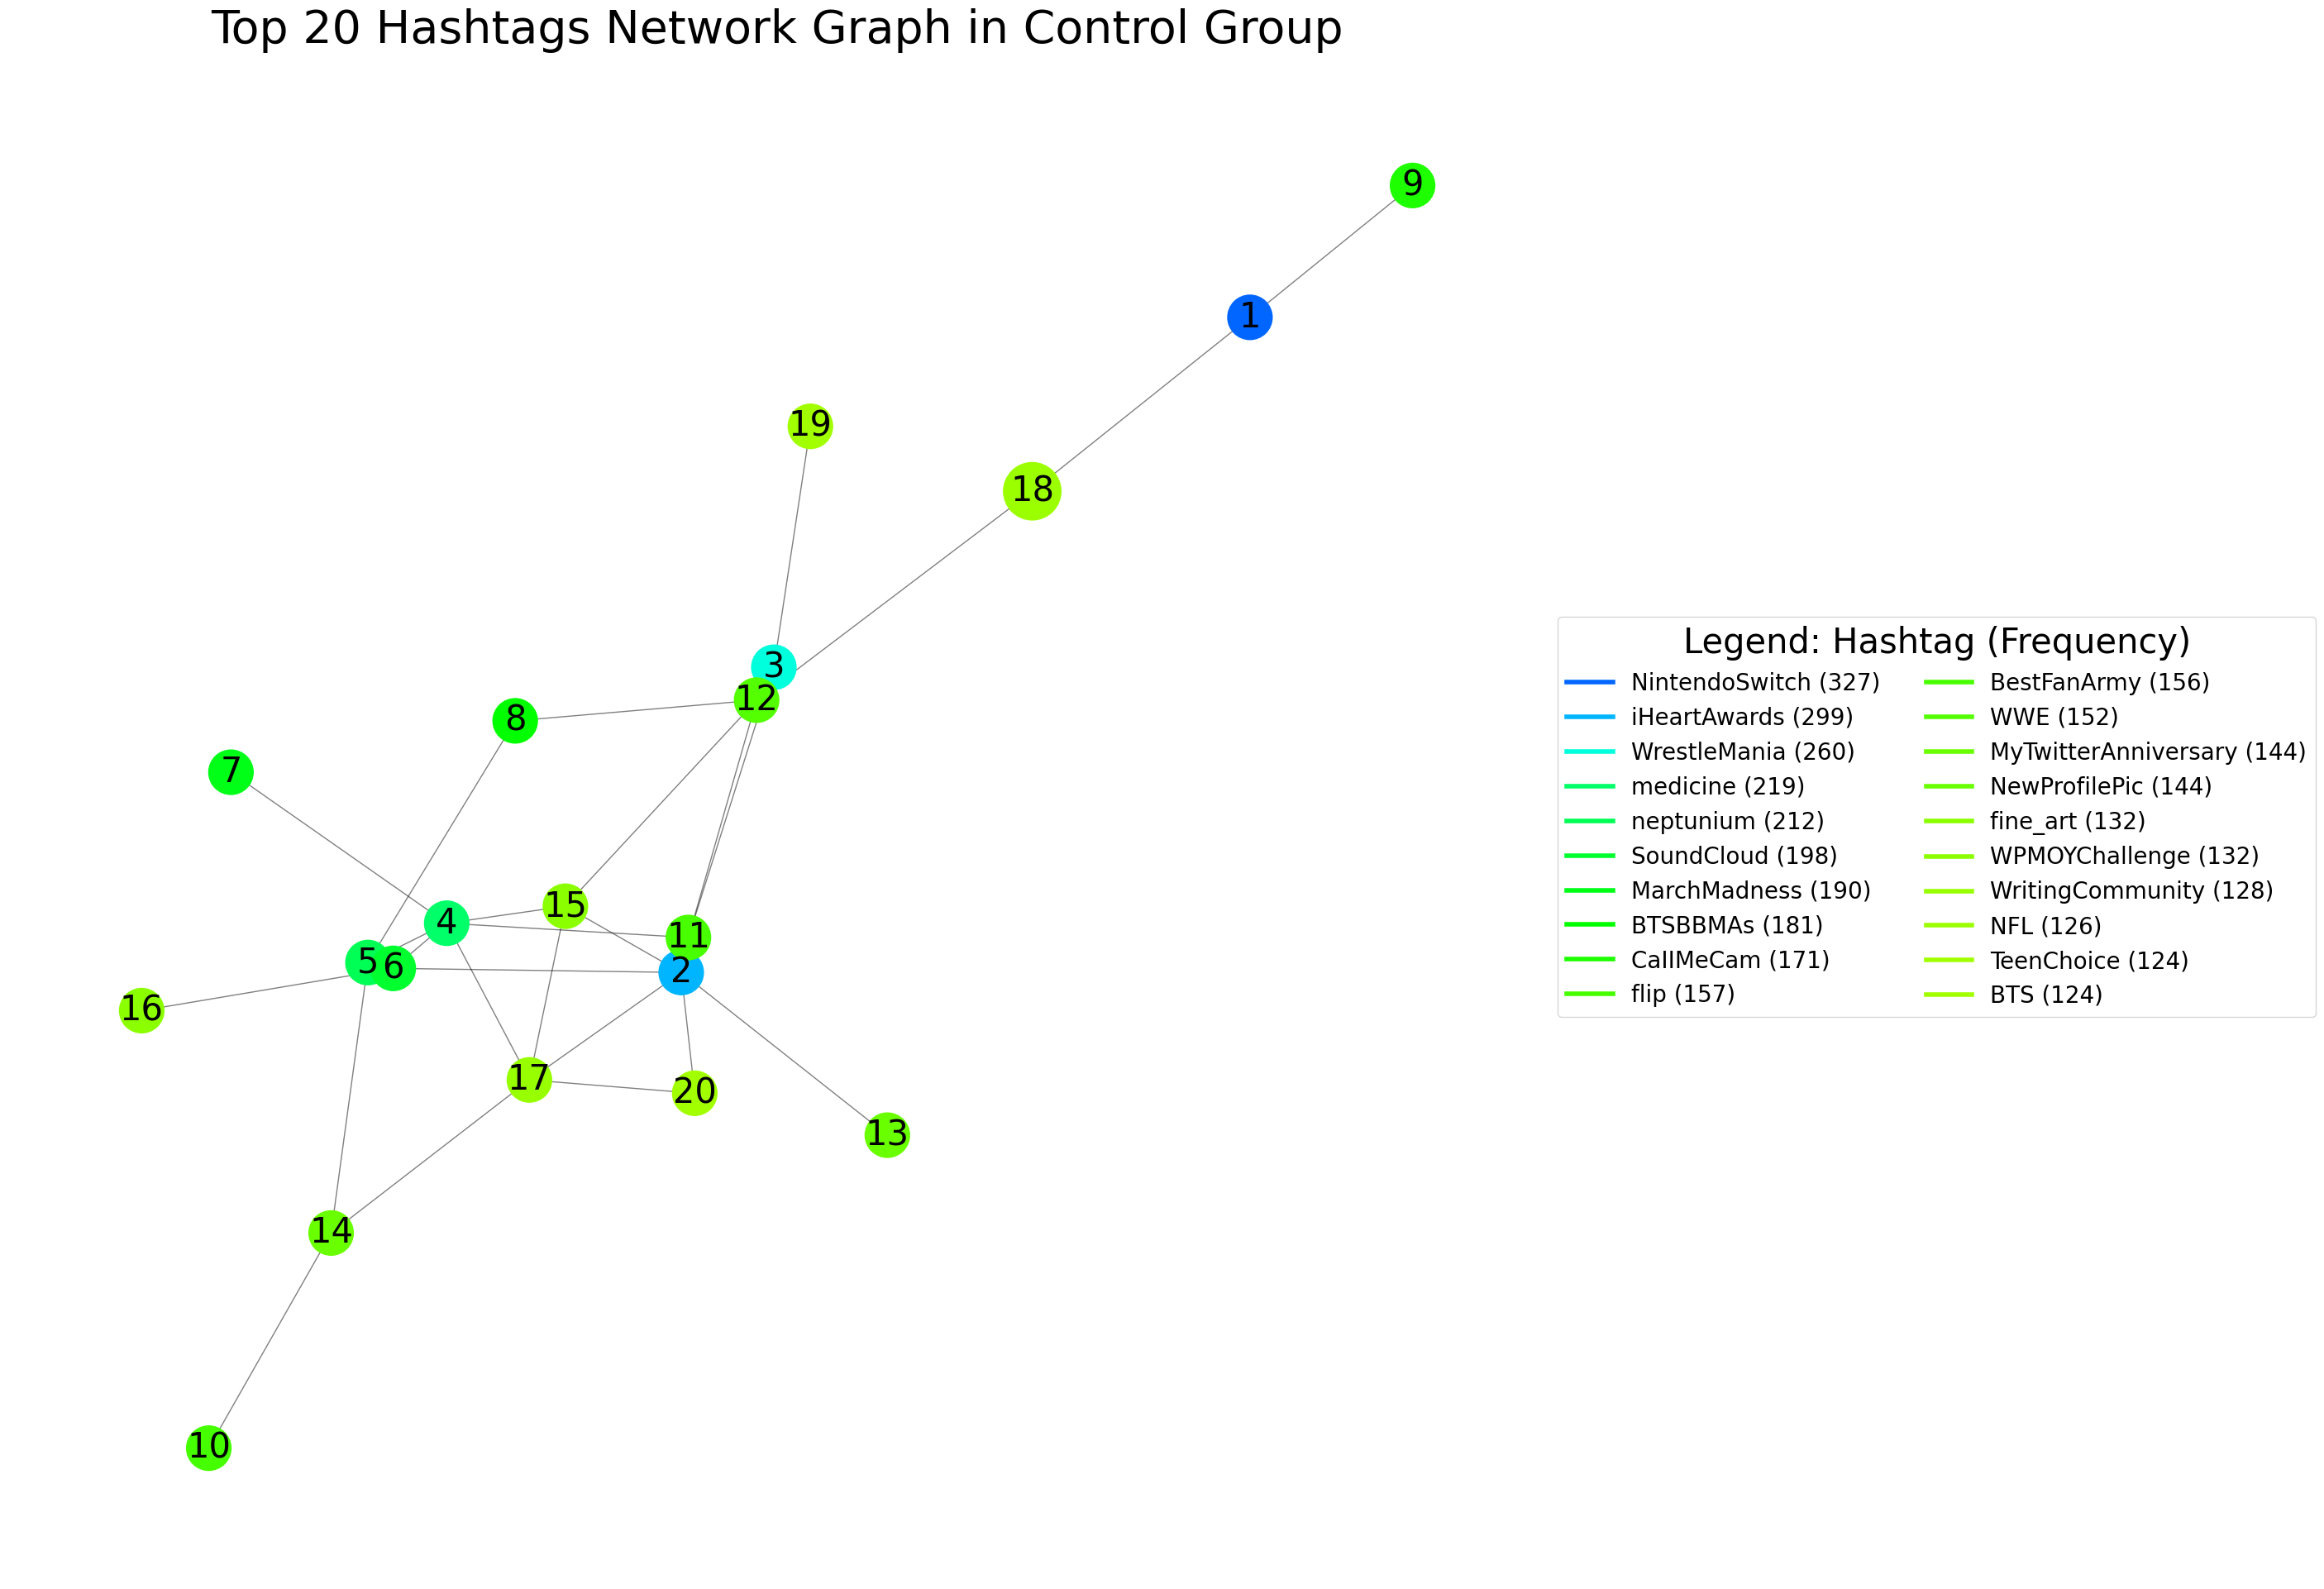 Top 20 Hashtags Network Graph in Control Group
9
1
19
18
3
12
8
7
15
4
11
5
6
2
16
17
20
13
14
10
Legend: Hashtag (Frequency)
NintendoSwitch (327)
iHeartAwards (299)
WrestleMania (260)
medicine (219)
neptunium (212)
SoundCloud (198)
MarchMadness (190)
BTSBBMAs (181)
CaIIMeCam (171)
flip (157)
BestFanArmy (156)
WWE (152)
MyTwitterAnniversary (144)
NewProfilePic (144)
fine_art (132)
WPMOYChallenge (132)
WritingCommunity (128)
NFL (126)
TeenChoice (124)
BTS (124)